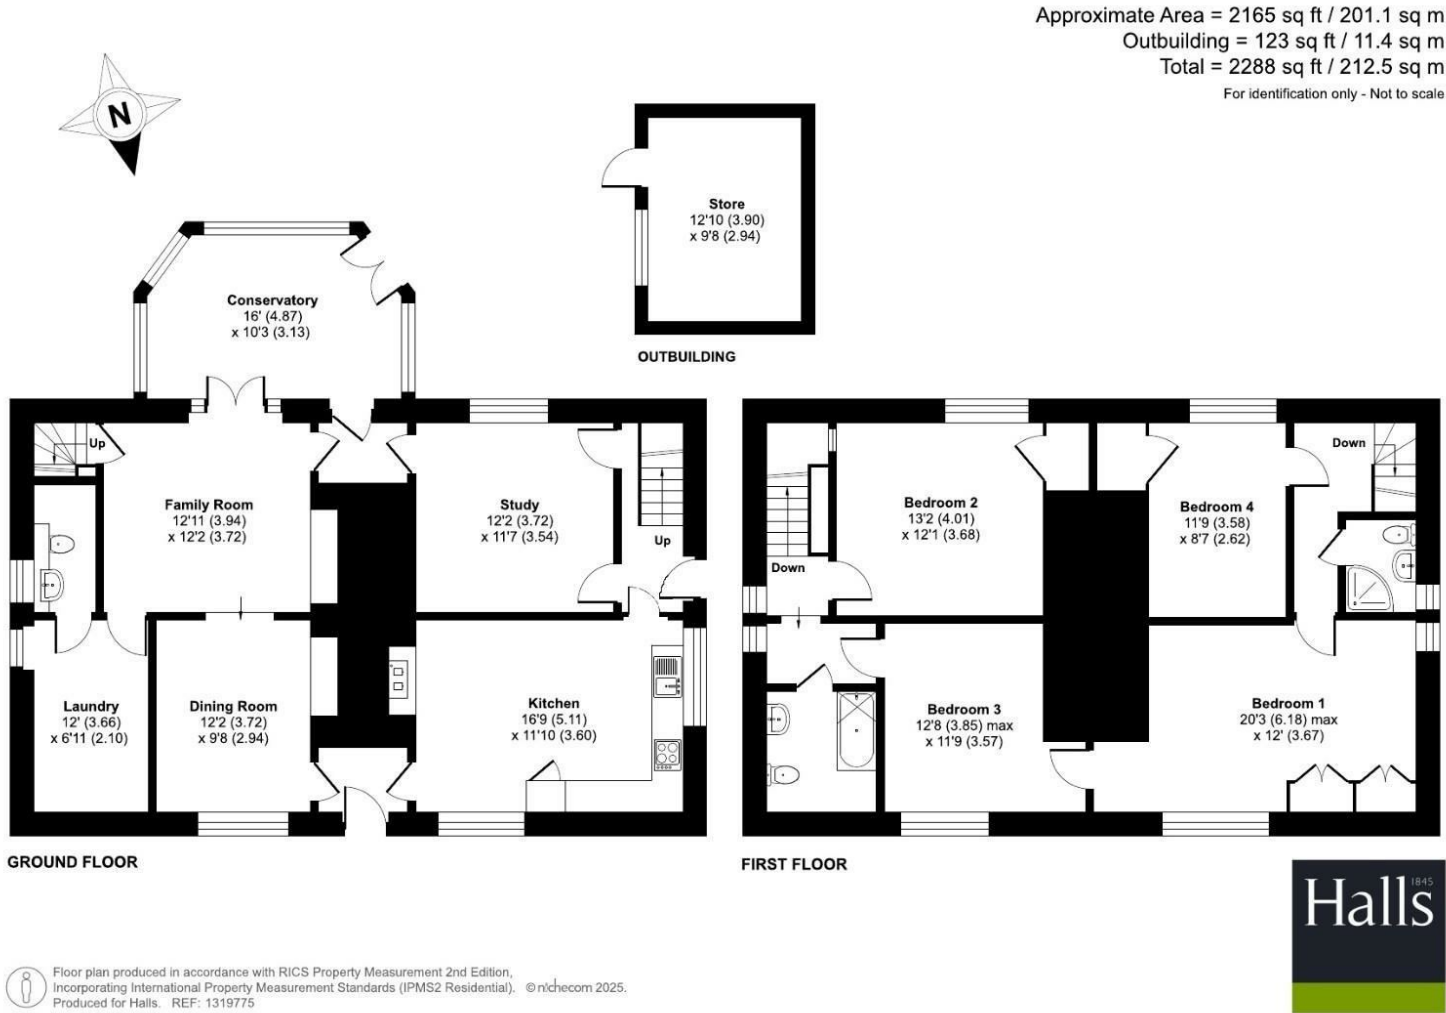 Approximate Area = 2165 sq ft / 201.1 sq m
Outbuilding = 123 sq ft / 11.4 sq m
Total = 2288 sq ft / 212.5 sq m
For identification only - Not to scale
N
Store
12'10 (3.90)
x 9'8 (2.94)
OUTBUILDING
Conservatory
16' (4.87)
x 10'3 (3.13)
Up
Family Room
12'11 (3.94)
x 12'2 (3.72)
Study
12'2 (3.72)
x 11'7 (3.54)
Up
Laundry
12' (3.66)
x 6'11 (2.10)
Dining Room
12'2 (3.72)
x 9'8 (2.94)
Kitchen
16'9 (5.11)
x 11'10 (3.60)
GROUND FLOOR
Down
Bedroom 2
13'2 (4.01)
x 12'1 (3.68)
Bedroom 4
11'9 (3.58)
x 8'7 (2.62)
Down
Bedroom 3
12'8 (3.85) max
x 11'9 (3.57)
Bedroom 1
20'3 (6.18) max
x 12' (3.67)
FIRST FLOOR
1845
Halls
Floor plan produced in accordance with RICS Property Measurement 2nd Edition,
Incorporating International Property Measurement Standards (IPMS2 Residential). © nichecom 2025.
Produced for Halls. REF: 1319775